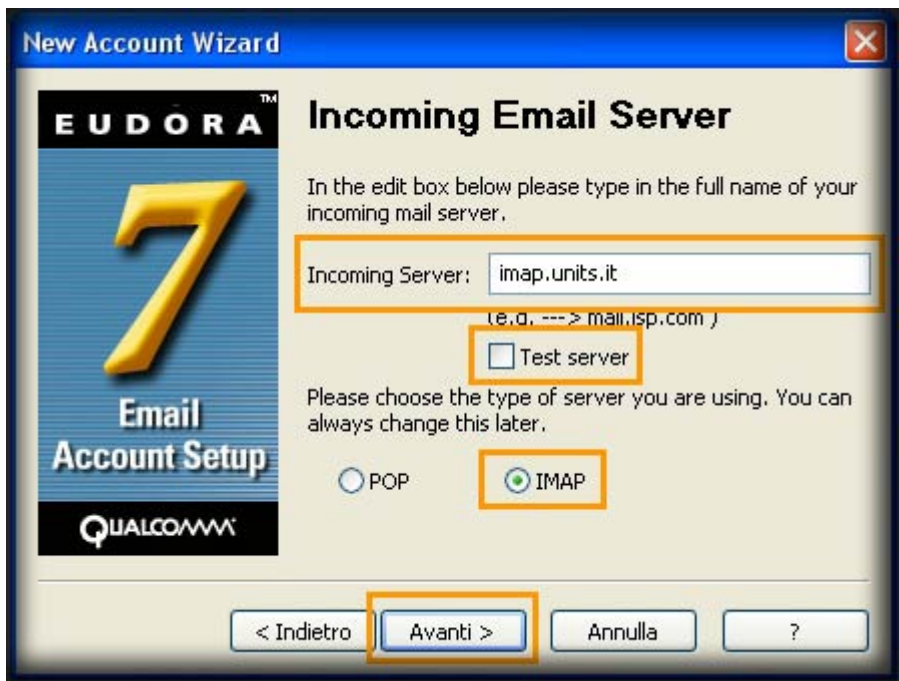 New Account Wizard
EUDORA™
7
Email
Account Setup
QUALCOMM
Incoming Email Server
In the edit box below please type in the full name of your
incoming mail server.
Incoming Server: imap.units.it
(e.g. ---> mail.isp.com )
Test server
Please choose the type of server you are using. You can
always change this later.
POP IMAP
< Indietro Avanti > Annulla ?